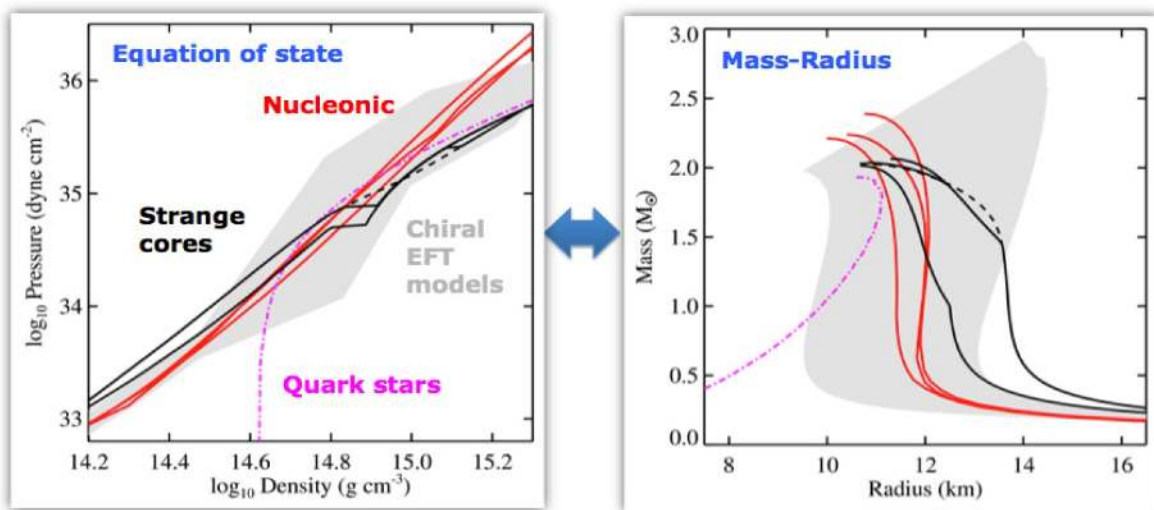 Equation of state
Nucleonic
Strange
cores
Chiral
EFT
models
Quark stars
log₁₀ Pressure (dyne cm⁻²)
36
35
34
33
14.2 14.4 14.6 14.8 15.0 15.2
log₁₀ Density (g cm⁻³)
Mass-Radius
Mass (M☉)
3.0
2.5
2.0
1.5
1.0
0.5
0.0
8 10 12 14 16
Radius (km)